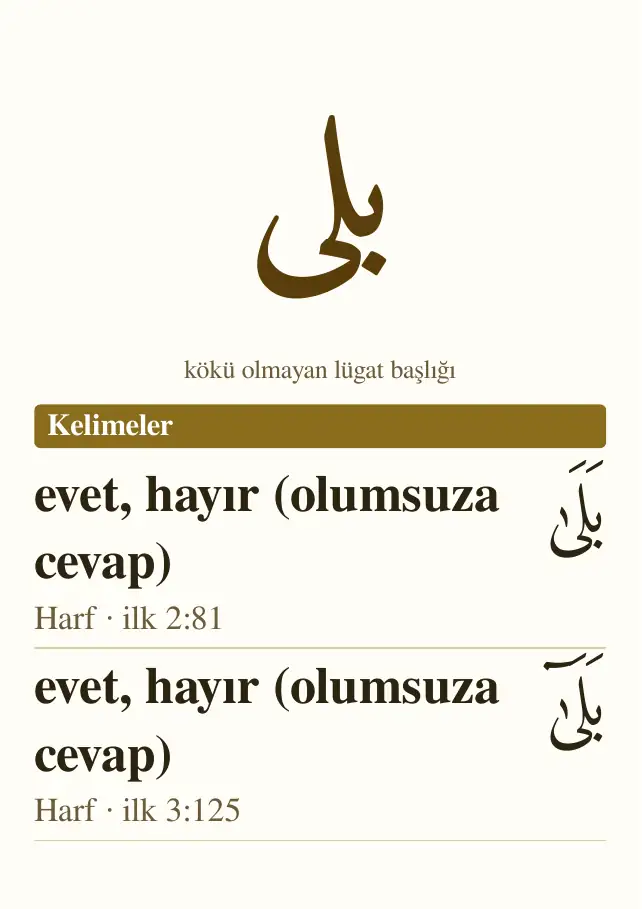 بلى
kökü olmayan lügat başlığı
Kelimeler
evet, hayır (olumsuza
cevap)
بَلَىٰ
Harf · ilk 2:81
evet, hayır (olumsuza
cevap)
بَلَىٰٓ
Harf · ilk 3:125